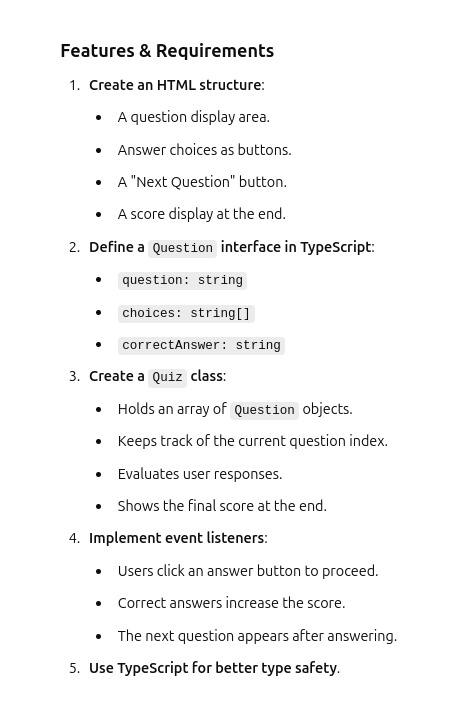 Features & Requirements
1. Create an HTML structure:
• A question display area.
• Answer choices as buttons.
• A "Next Question" button.
• A score display at the end.
2. Define a Question interface in TypeScript:
• question: string
• choices: string[]
• correctAnswer: string
3. Create a Quiz class:
• Holds an array of Question objects.
• Keeps track of the current question index.
• Evaluates user responses.
• Shows the final score at the end.
4. Implement event listeners:
• Users click an answer button to proceed.
• Correct answers increase the score.
• The next question appears after answering.
5. Use TypeScript for better type safety.